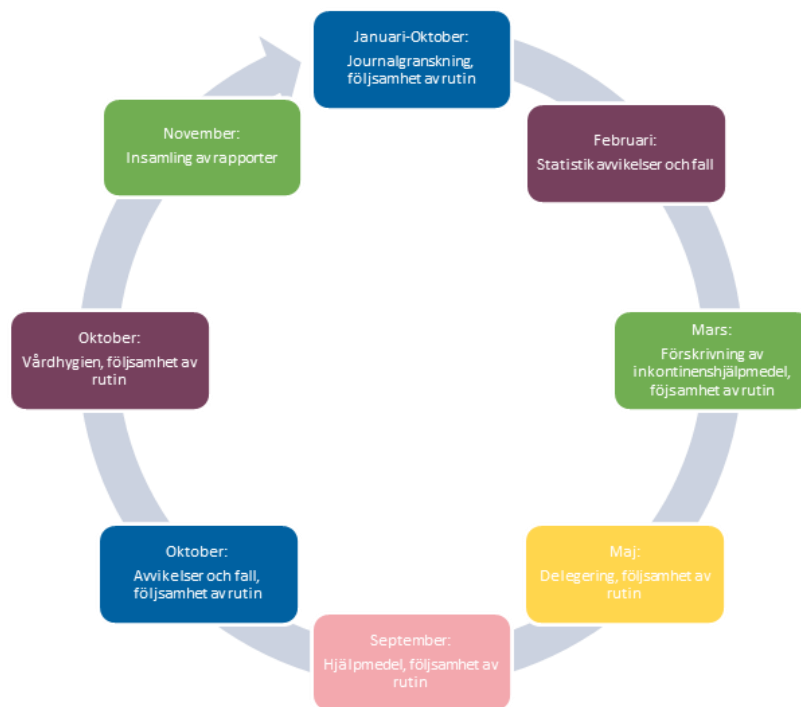 Januari-Oktober:
Journalgranskning,
följsamhet av rutin
Februari:
Statistik avvikelser och fall
Mars:
Förskrivning av
inkontinenshjälpmedel,
föjsamhet av rutin
Maj:
Delegering, följsamhet av
rutin
September:
Hjälpmedel, följsamhet av
rutin
Oktober:
Avvikelser och fall,
följsamhet av rutin
Oktober:
Vårdhygien, följsamhet av
rutin
November:
Insamling av rapporter